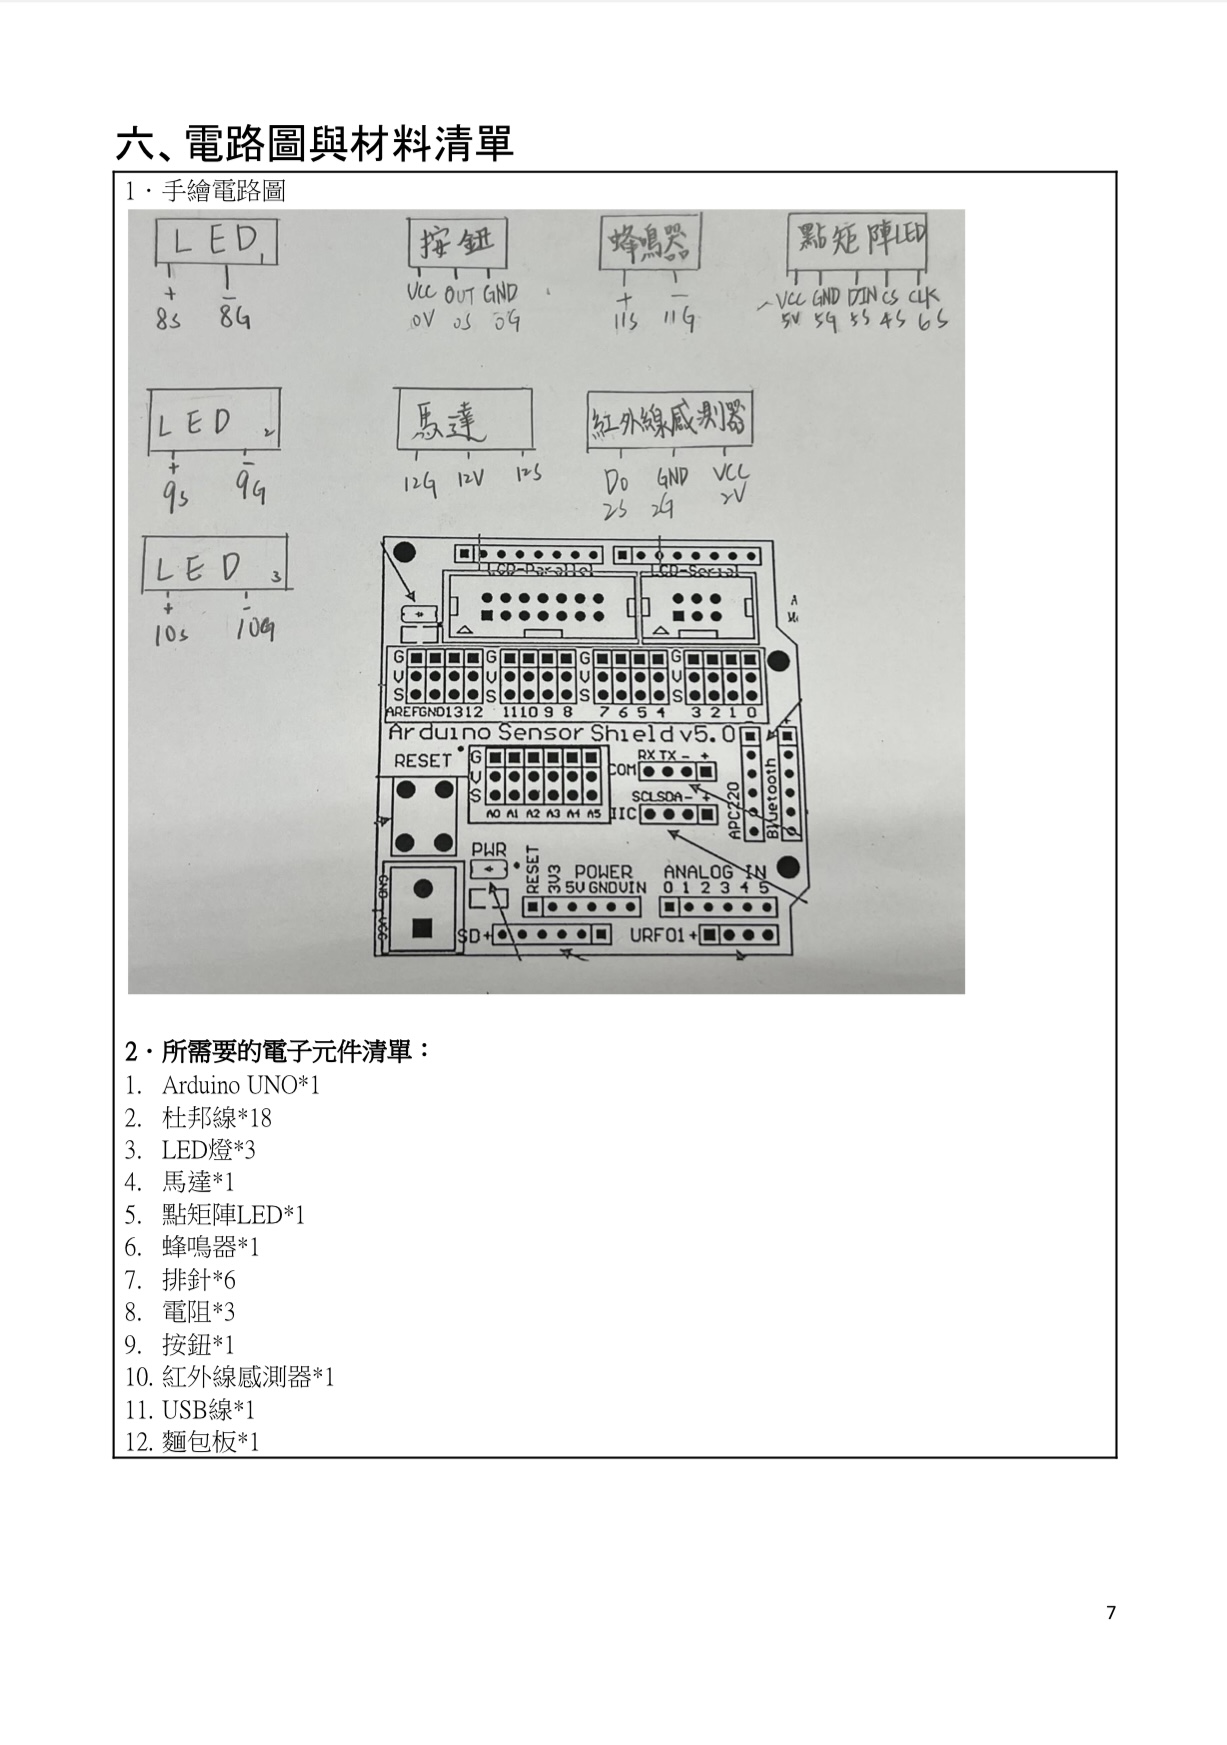 六、電路圖與材料清單
1．手繪電路圖
LED1
+ -
8S 8G
按鈕
VCC OUT GND
0V 0S 0G
蜂鳴器
+ -
11S 11G
點矩陣LED
VCC GND DIN CS CLK
5V 5G 5S 4S 6S
LED 2
+ -
9S 9G
馬達
12G 12V 12S
紅外線感測器
DO GND VCC
2S 2G 2V
LED 3
+ -
10S 10G
LCD-Parallel LCD-Serial
G G G G
V V V V
S S S S
AREF GND 13 12 11 10 9 8 7 6 5 4 3 2 1 0
Arduino Sensor Shield v5.0
RESET
G
V
S
A0 A1 A2 A3 A4 A5
RX TX - +
COM
SCL SDA - +
IIC
APC220
Bluetooth
PWR
GND VCC
RESET
3V3
POWER
5V GND VIN
ANALOG IN
0 1 2 3 4 5
SD+
URF01+
2．所需要的電子元件清單：
1. Arduino UNO*1
2. 杜邦線*18
3. LED燈*3
4. 馬達*1
5. 點矩陣LED*1
6. 蜂鳴器*1
7. 排針*6
8. 電阻*3
9. 按鈕*1
10. 紅外線感測器*1
11. USB線*1
12. 麵包板*1
7